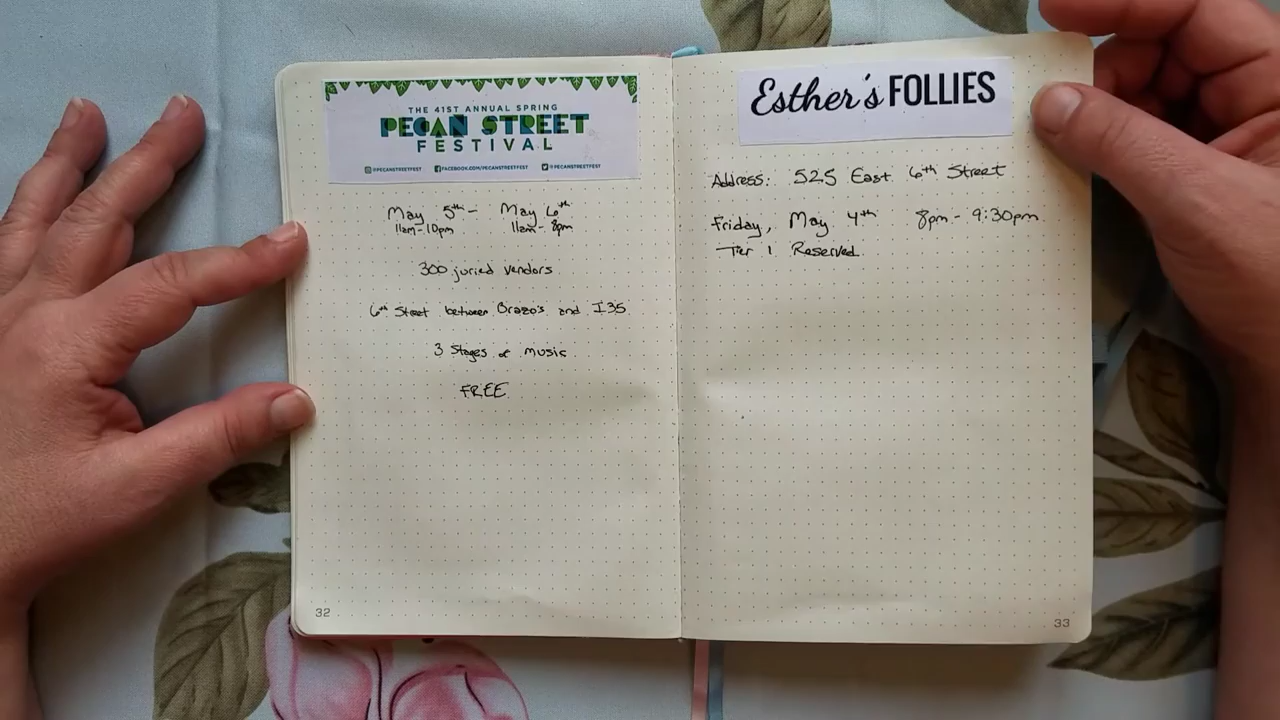 THE 41ST ANNUAL SPRING
PECAN STREET
FESTIVAL
@PECANSTREETFEST FACEBOOK.COM/PECANSTREETFEST @PECANSTREETFEST
May 5th - May 6th
11am-10pm 11am-8pm
300 juried vendors
6th Street between Brazo's and I35
3 Stages of music
FREE
32
Esther's FOLLIES
Address: 525 East 6th Street
Friday, May 4th 8pm - 9:30pm
Tier 1 Reserved
33